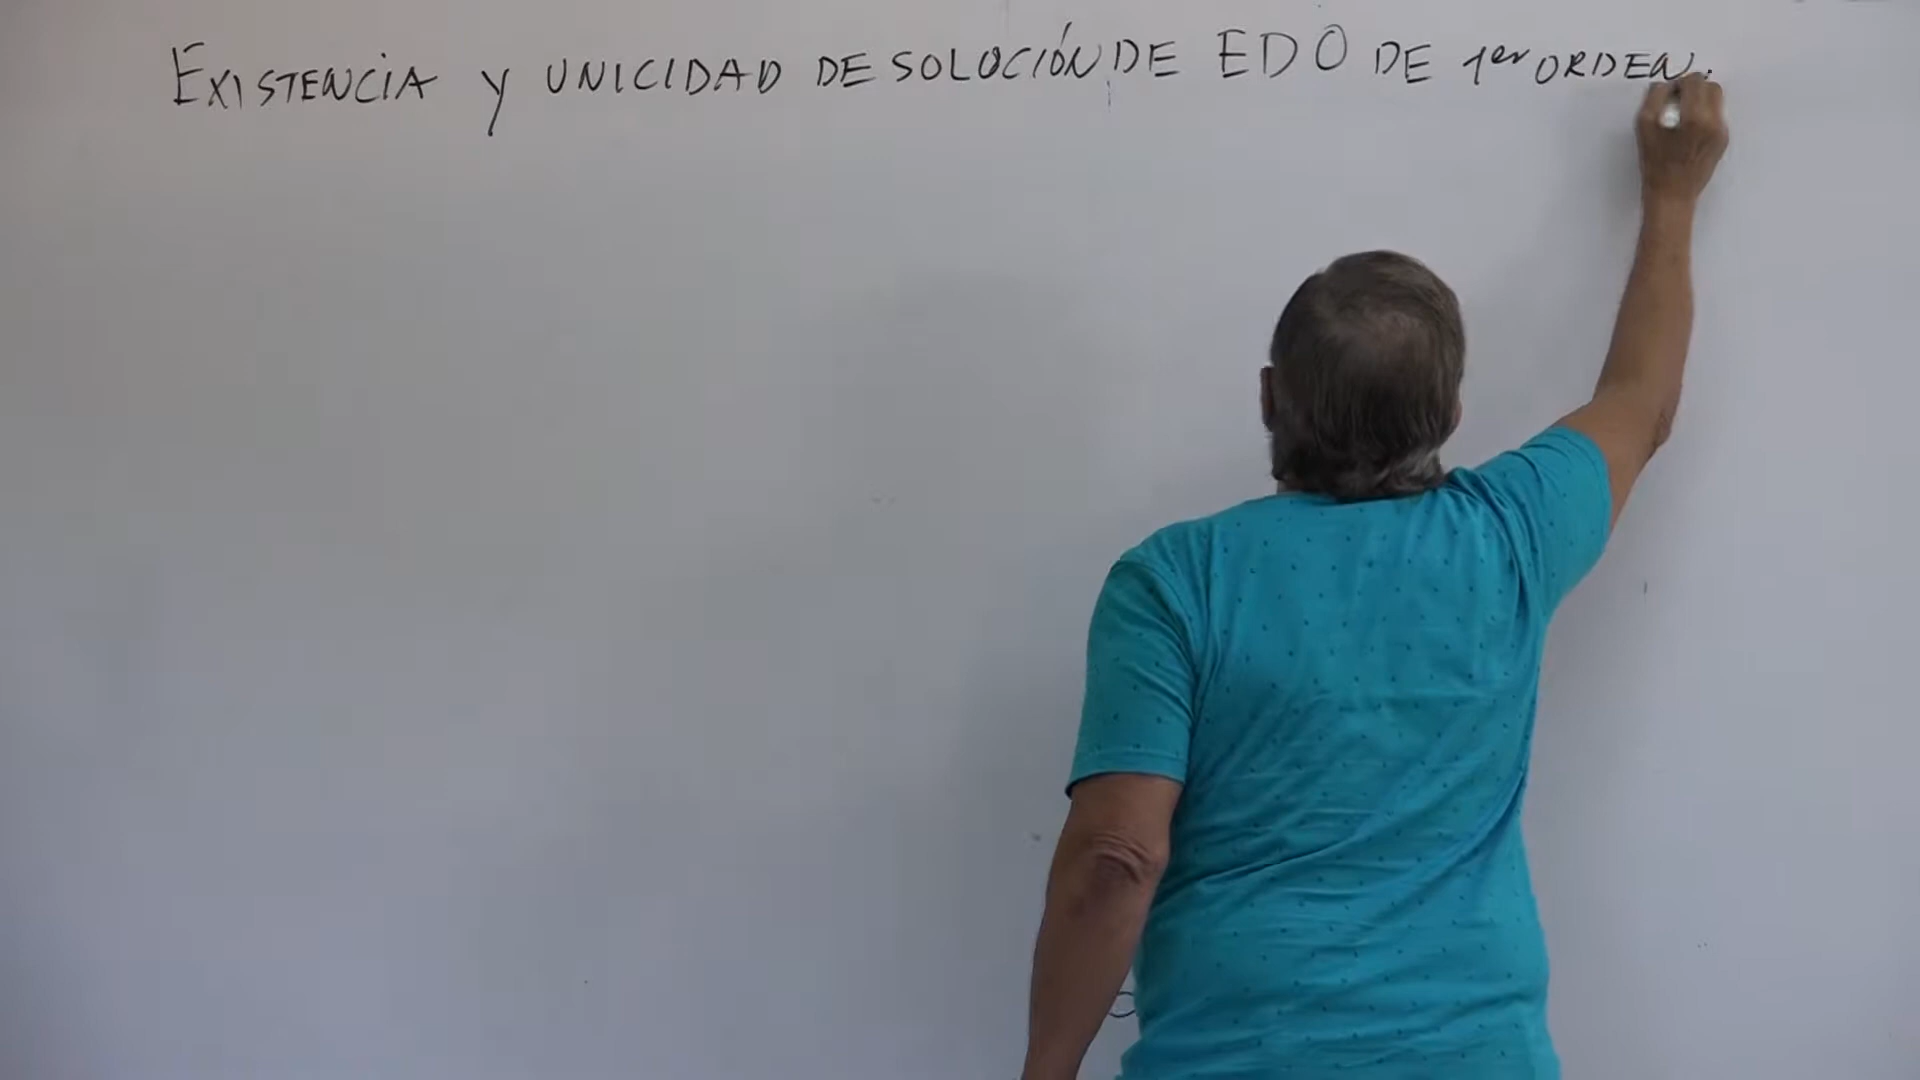 EXISTENCIA Y UNICIDAD DE SOLUCIÓN DE EDO DE 1er ORDEN.